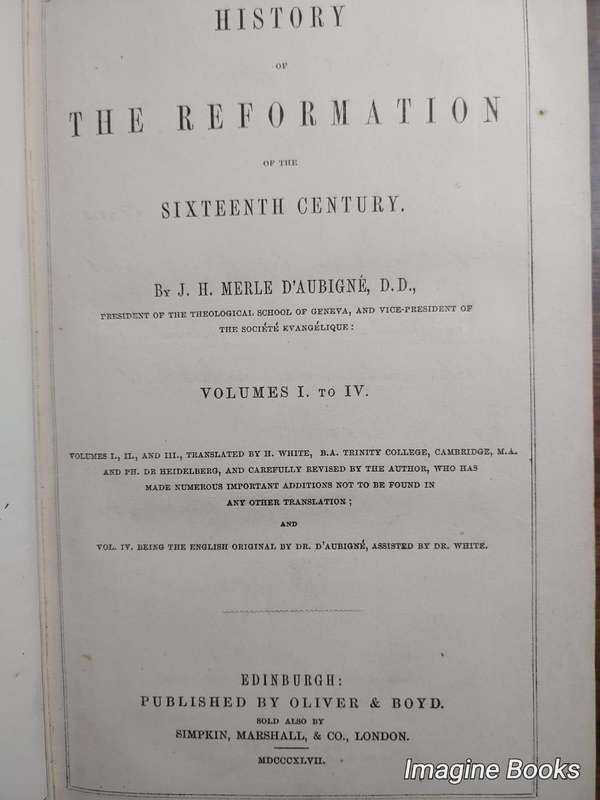 HISTORY
OF
THE REFORMATION
OF THE
SIXTEENTH CENTURY.
BY J. H. MERLE D'AUBIGNÉ, D.D.,
PRESIDENT OF THE THEOLOGICAL SCHOOL OF GENEVA, AND VICE-PRESIDENT OF
THE SOCIÉTÉ EVANGÉLIQUE:
VOLUMES I. TO IV.
VOLUMES I., II., AND III., TRANSLATED BY H. WHITE, B.A. TRINITY COLLEGE, CAMBRIDGE, M.A.
AND PH. DR HEIDELBERG, AND CAREFULLY REVISED BY THE AUTHOR, WHO HAS
MADE NUMEROUS IMPORTANT ADDITIONS NOT TO BE FOUND IN
ANY OTHER TRANSLATION;
AND
VOL. IV. BEING THE ENGLISH ORIGINAL BY DR. D'AUBIGNÉ, ASSISTED BY DR. WHITE.
EDINBURGH:
PUBLISHED BY OLIVER & BOYD.
SOLD ALSO BY
SIMPKIN, MARSHALL, & CO., LONDON.
MDCCCXLVII.
Imagine Books